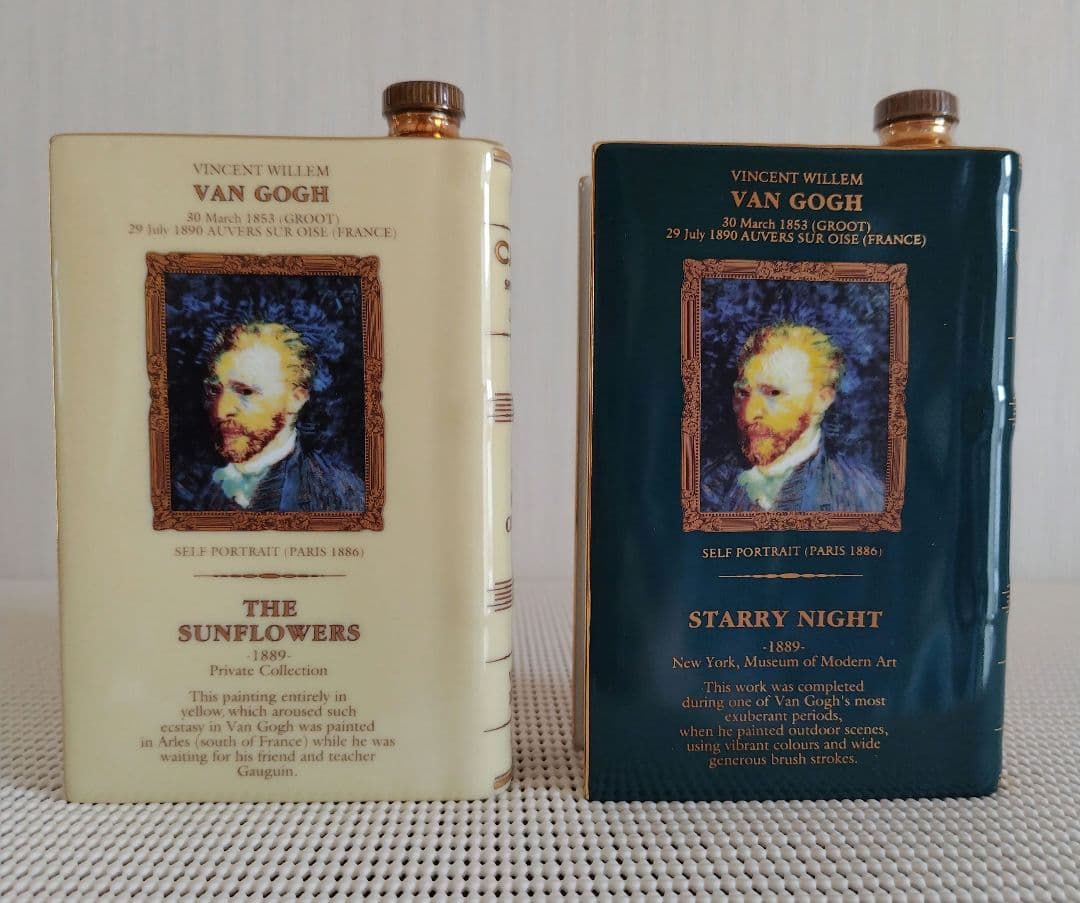 VINCENT WILLEM
VAN GOGH
30 March 1853 (GROOT)
29 July 1890 AUVERS SUR OISE (FRANCE)
SELF PORTRAIT (PARIS 1886)
THE
SUNFLOWERS
-1889-
Private Collection
This painting entirely in
yellow, which aroused such
ecstasy in Van Gogh was painted
in Arles (south of France) while he was
waiting for his friend and teacher
Gauguin.
VINCENT WILLEM
VAN GOGH
30 March 1853 (GROOT)
29 July 1890 AUVERS SUR OISE (FRANCE)
SELF PORTRAIT (PARIS 1886)
STARRY NIGHT
-1889-
New York, Museum of Modern Art
This work was completed
during one of Van Gogh's most
exuberant periods,
when he painted outdoor scenes,
using vibrant colours and wide
generous brush strokes.